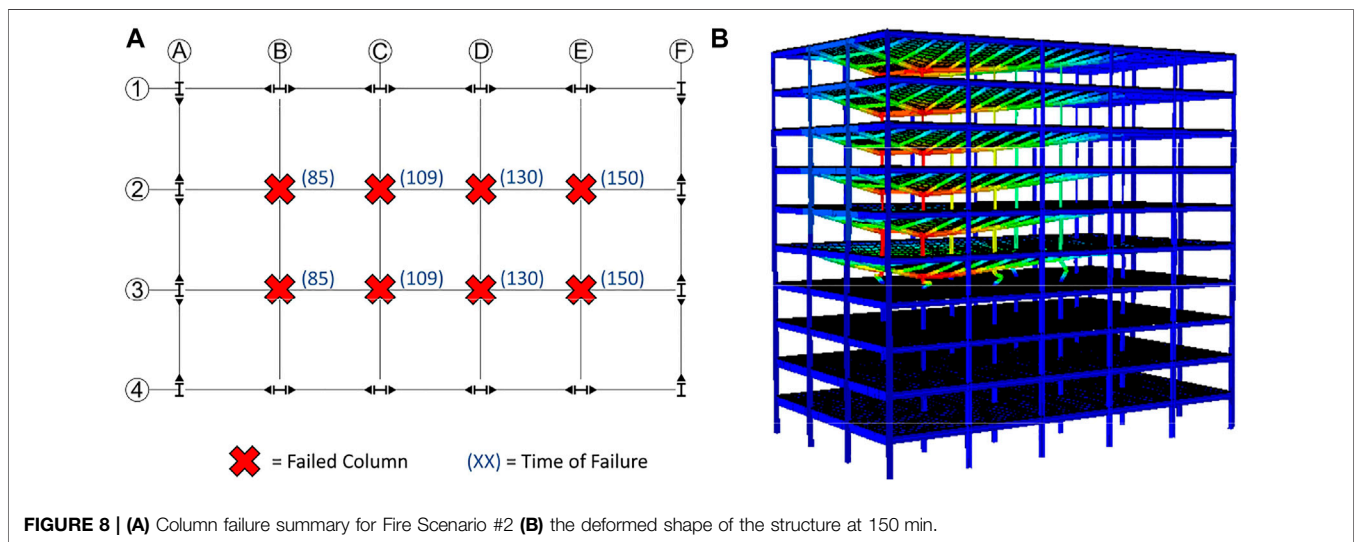 A
B
A B C D E F
1
2 (85) (109) (130) (150)
3 (85) (109) (130) (150)
4
= Failed Column (XX) = Time of Failure
FIGURE 8 | (A) Column failure summary for Fire Scenario #2 (B) the deformed shape of the structure at 150 min.